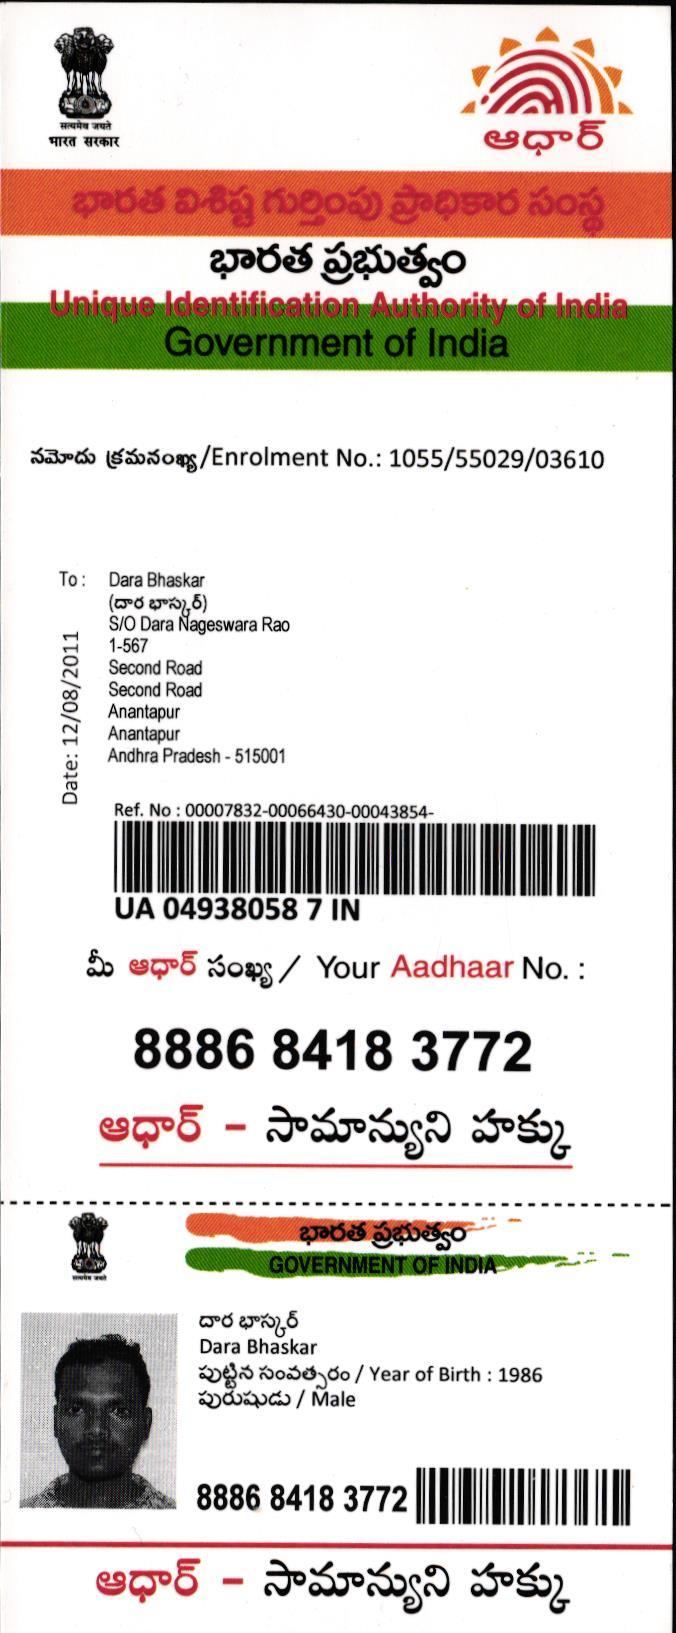 सत्यमेव जयते
भारत सरकार
ఆధార్
భారత విశిష్ట గుర్తింపు ప్రాధికార సంస్థ
భారత ప్రభుత్వం
Unique Identification Authority of India
Government of India
నమోదు క్రమసంఖ్య/Enrolment No.: 1055/55029/03610
To : Dara Bhaskar
(దార భాస్కర్)
S/O Dara Nageswara Rao
1-567
Second Road
Second Road
Anantapur
Anantapur
Andhra Pradesh - 515001
Date: 12/08/2011
Ref. No : 00007832-00066430-00043854-
UA 04938058 7 IN
మీ ఆధార్ సంఖ్య / Your Aadhaar No. :
8886 8418 3772
ఆధార్ - సామాన్యుని హక్కు
सत्यमेव जयते
భారత ప్రభుత్వం
GOVERNMENT OF INDIA
దార భాస్కర్
Dara Bhaskar
పుట్టిన సంవత్సరం / Year of Birth : 1986
పురుషుడు / Male
8886 8418 3772
ఆధార్ - సామాన్యుని హక్కు